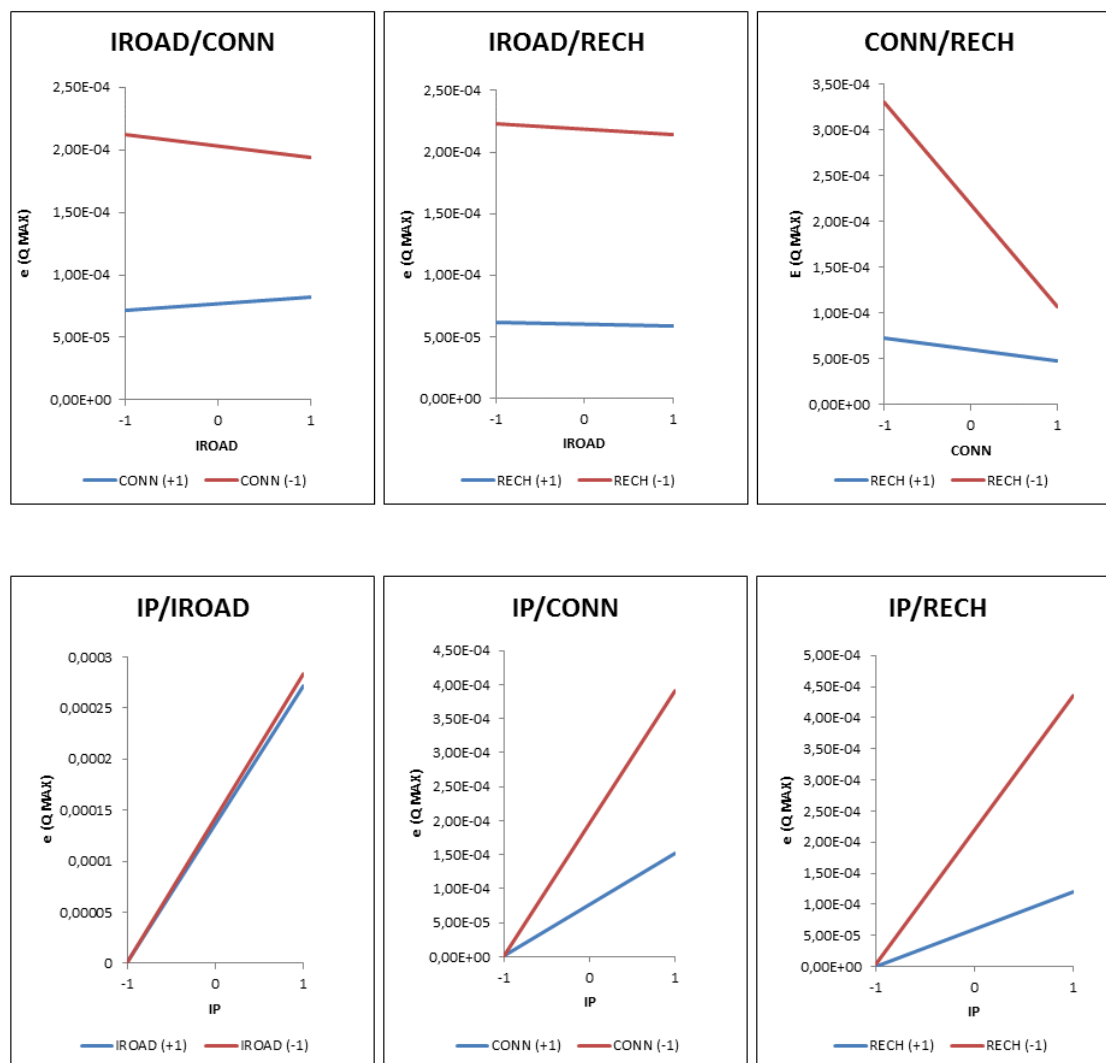 IROAD/CONN
2,50E-04
2,00E-04
1,50E-04
1,00E-04
5,00E-05
0,00E+00
e (Q MAX)
-1 0 1
IROAD
CONN (+1) CONN (-1)
IROAD/RECH
2,50E-04
2,00E-04
1,50E-04
1,00E-04
5,00E-05
0,00E+00
e (Q MAX)
-1 0 1
IROAD
RECH (+1) RECH (-1)
CONN/RECH
3,50E-04
3,00E-04
2,50E-04
2,00E-04
1,50E-04
1,00E-04
5,00E-05
0,00E+00
E (Q MAX)
-1 0 1
CONN
RECH (+1) RECH (-1)
IP/IROAD
0,0003
0,00025
0,0002
0,00015
0,0001
0,00005
0
e (Q MAX)
-1 0 1
IP
IROAD (+1) IROAD (-1)
IP/CONN
4,50E-04
4,00E-04
3,50E-04
3,00E-04
2,50E-04
2,00E-04
1,50E-04
1,00E-04
5,00E-05
0,00E+00
e (Q MAX)
-1 0 1
IP
CONN (+1) CONN (-1)
IP/RECH
5,00E-04
4,50E-04
4,00E-04
3,50E-04
3,00E-04
2,50E-04
2,00E-04
1,50E-04
1,00E-04
5,00E-05
0,00E+00
e (Q MAX)
-1 0 1
IP
RECH (+1) RECH (-1)